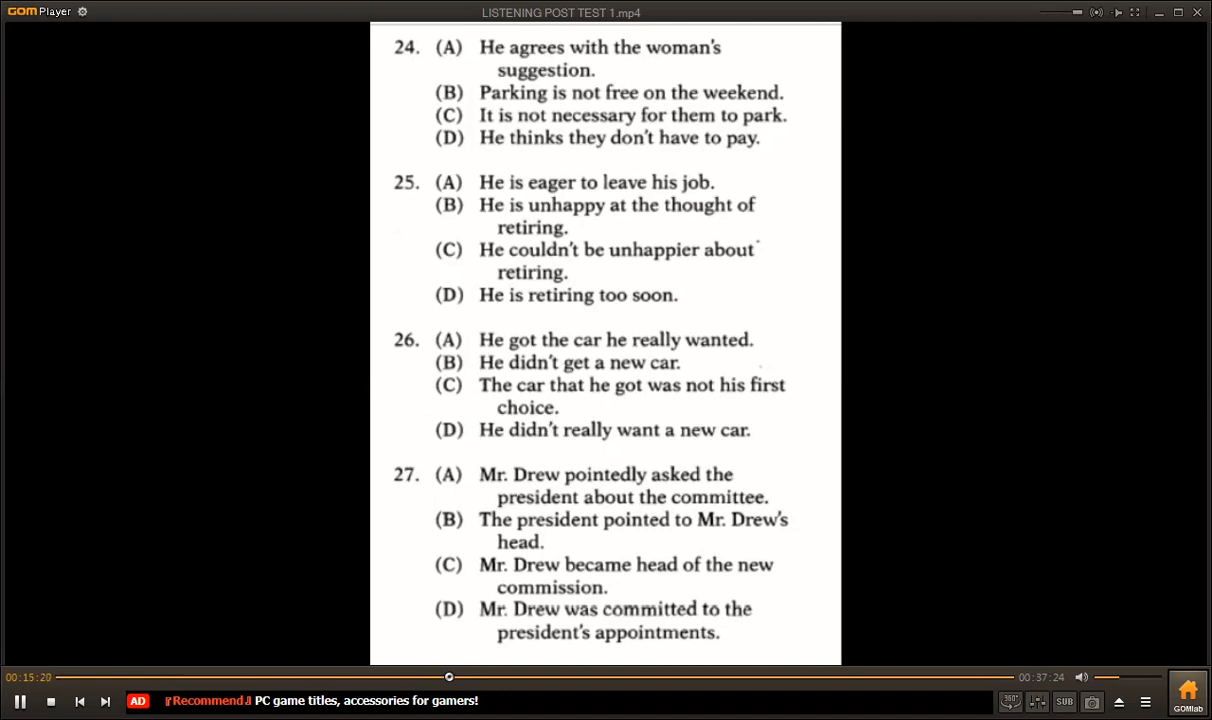 GOM Player
LISTENING POST TEST 1.mp4
24. (A) He agrees with the woman's
suggestion.
(B) Parking is not free on the weekend.
(C) It is not necessary for them to park.
(D) He thinks they don't have to pay.
25. (A) He is eager to leave his job.
(B) He is unhappy at the thought of
retiring.
(C) He couldn't be unhappier about
retiring.
(D) He is retiring too soon.
26. (A) He got the car he really wanted.
(B) He didn't get a new car.
(C) The car that he got was not his first
choice.
(D) He didn't really want a new car.
27. (A) Mr. Drew pointedly asked the
president about the committee.
(B) The president pointed to Mr. Drew's
head.
(C) Mr. Drew became head of the new
commission.
(D) Mr. Drew was committed to the
president's appointments.
00:15:20
00:37:24
AD 『Recommend』 PC game titles, accessories for gamers!
360°
SUB
GOMlab